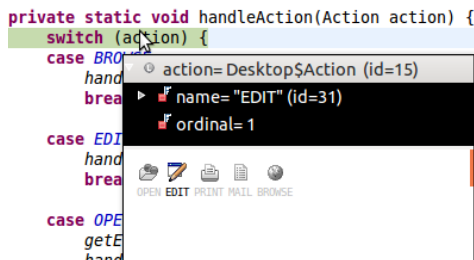 private static void handleAction(Action action) {
switch (action) {
case BRO
action= Desktop$Action (id=15)
hand
name= "EDIT" (id=31)
brea
ordinal= 1
case EDI
hand
brea
OPEN EDIT PRINT MAIL BROWSE
case OPE
getE
hand